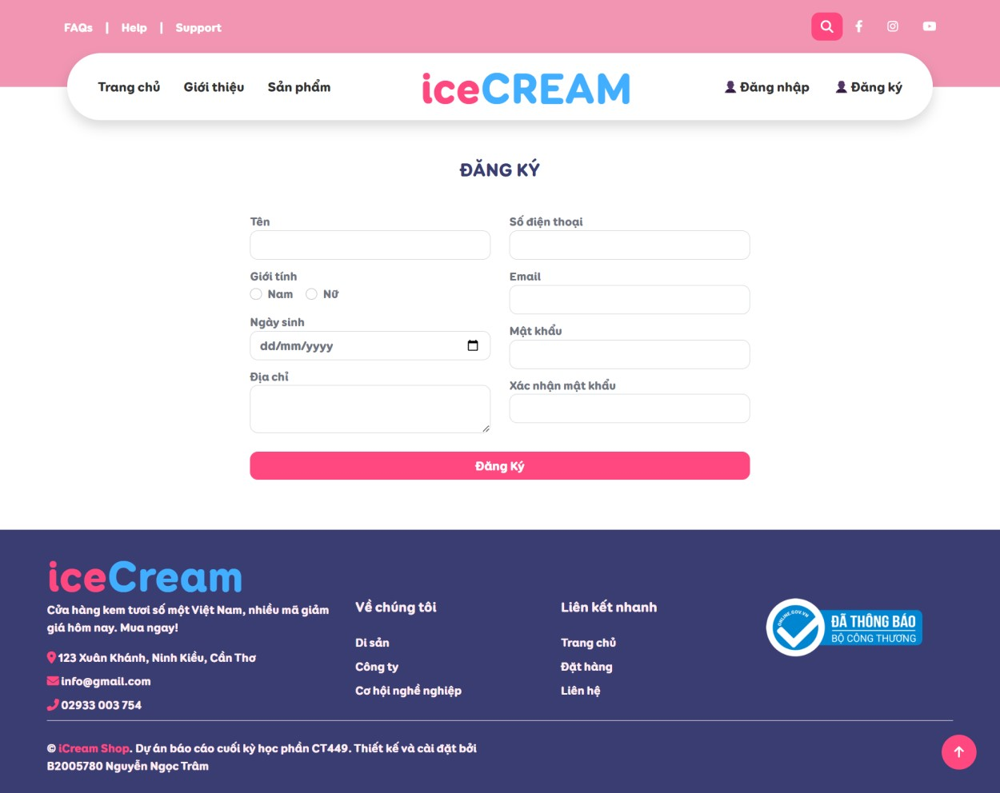 FAQs | Help | Support
Trang chủ Giới thiệu Sản phẩm iceCREAM Đăng nhập Đăng ký
ĐĂNG KÝ
Tên
Số điện thoại
Giới tính
Nam Nữ
Email
Ngày sinh
dd/mm/yyyy
Mật khẩu
Địa chỉ
Xác nhận mật khẩu
Đăng Ký
iceCream
Cửa hàng kem tươi số một Việt Nam, nhiều mã giảm
giá hôm nay. Mua ngay!
123 Xuân Khánh, Ninh Kiều, Cần Thơ
info@gmail.com
02933 003 754
Về chúng tôi
Di sản
Công ty
Cơ hội nghề nghiệp
Liên kết nhanh
Trang chủ
Đặt hàng
Liên hệ
ONLINE.GOV.VN
ĐÃ THÔNG BÁO
BỘ CÔNG THƯƠNG
© iCream Shop. Dự án báo cáo cuối kỳ học phần CT449. Thiết kế và cài đặt bởi
B2005780 Nguyễn Ngọc Trâm